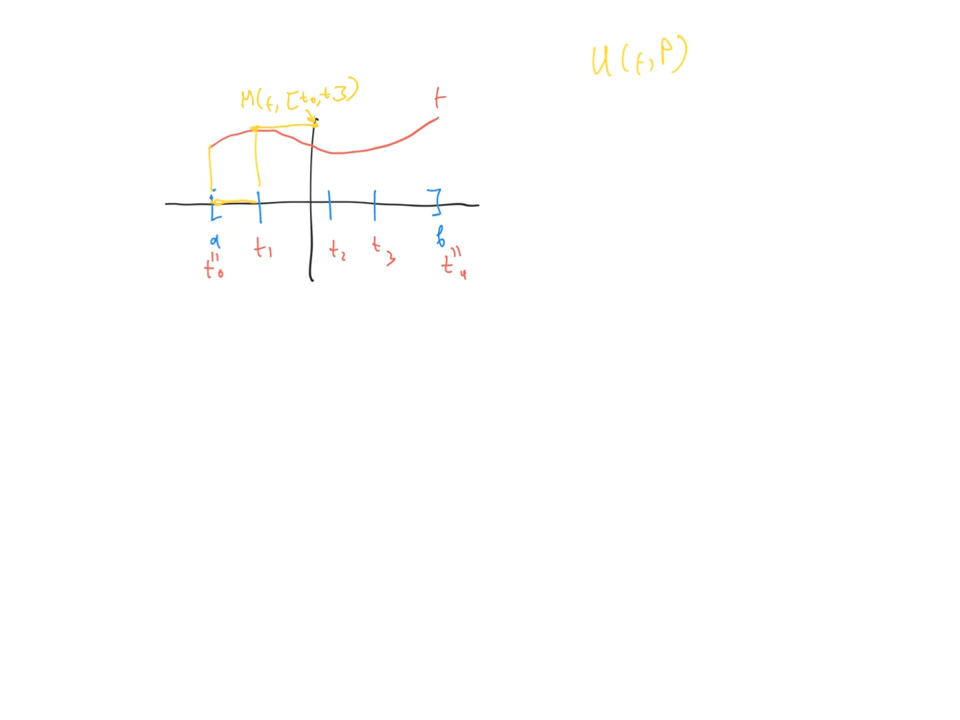 U(f,P)
M(f, [t₀,t₁])
f
[ ]
a t₁ t₂ t₃ b
t₀" t₄"